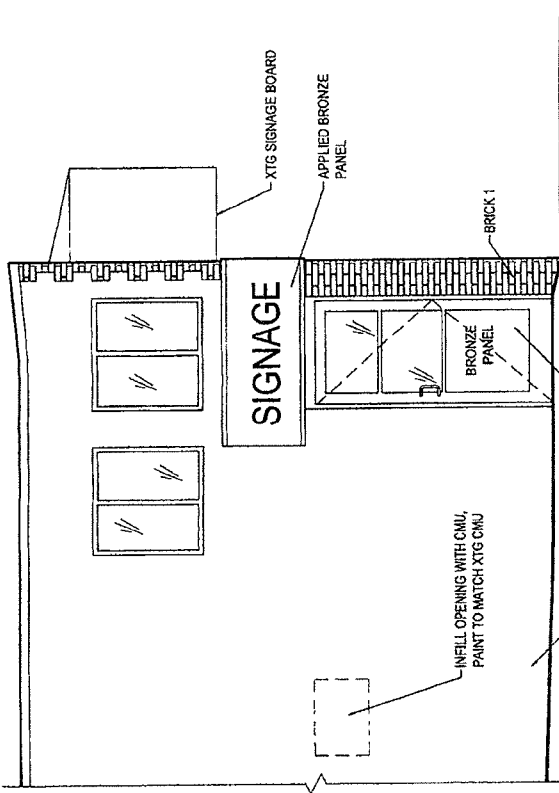 XTG SIGNAGE BOARD
APPLIED BRONZE
PANEL
SIGNAGE
BRICK 1
BRONZE
PANEL
INFILL OPENING WITH CMU,
PAINT TO MATCH XTG CMU